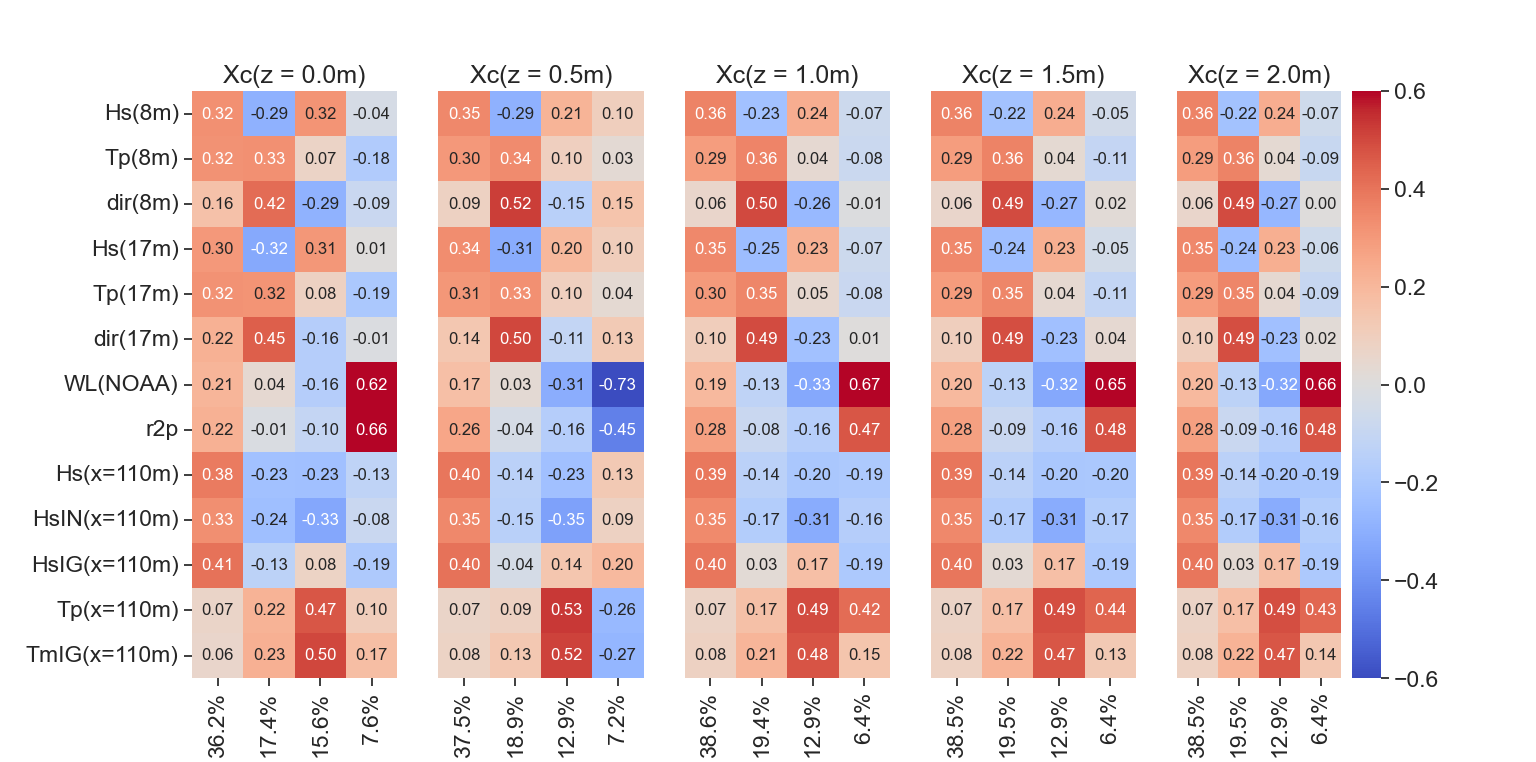 Xc(z = 0.0m) Xc(z = 0.5m) Xc(z = 1.0m) Xc(z = 1.5m) Xc(z = 2.0m)
Hs(8m) 0.32 -0.29 0.32 -0.04 0.35 -0.29 0.21 0.10 0.36 -0.23 0.24 -0.07 0.36 -0.22 0.24 -0.05 0.36 -0.22 0.24 -0.07
Tp(8m) 0.32 0.33 0.07 -0.18 0.30 0.34 0.10 0.03 0.29 0.36 0.04 -0.08 0.29 0.36 0.04 -0.11 0.29 0.36 0.04 -0.09
dir(8m) 0.16 0.42 -0.29 -0.09 0.09 0.52 -0.15 0.15 0.06 0.50 -0.26 -0.01 0.06 0.49 -0.27 0.02 0.06 0.49 -0.27 0.00
Hs(17m) 0.30 -0.32 0.31 0.01 0.34 -0.31 0.20 0.10 0.35 -0.25 0.23 -0.07 0.35 -0.24 0.23 -0.05 0.35 -0.24 0.23 -0.06
Tp(17m) 0.32 0.32 0.08 -0.19 0.31 0.33 0.10 0.04 0.30 0.35 0.05 -0.08 0.29 0.35 0.04 -0.11 0.29 0.35 0.04 -0.09
dir(17m) 0.22 0.45 -0.16 -0.01 0.14 0.50 -0.11 0.13 0.10 0.49 -0.23 0.01 0.10 0.49 -0.23 0.04 0.10 0.49 -0.23 0.02
WL(NOAA) 0.21 0.04 -0.16 0.62 0.17 0.03 -0.31 -0.73 0.19 -0.13 -0.33 0.67 0.20 -0.13 -0.32 0.65 0.20 -0.13 -0.32 0.66
r2p 0.22 -0.01 -0.10 0.66 0.26 -0.04 -0.16 -0.45 0.28 -0.08 -0.16 0.47 0.28 -0.09 -0.16 0.48 0.28 -0.09 -0.16 0.48
Hs(x=110m) 0.38 -0.23 -0.23 -0.13 0.40 -0.14 -0.23 0.13 0.39 -0.14 -0.20 -0.19 0.39 -0.14 -0.20 -0.20 0.39 -0.14 -0.20 -0.19
HsIN(x=110m) 0.33 -0.24 -0.33 -0.08 0.35 -0.15 -0.35 0.09 0.35 -0.17 -0.31 -0.16 0.35 -0.17 -0.31 -0.17 0.35 -0.17 -0.31 -0.16
HsIG(x=110m) 0.41 -0.13 0.08 -0.19 0.40 -0.04 0.14 0.20 0.40 0.03 0.17 -0.19 0.40 0.03 0.17 -0.19 0.40 0.03 0.17 -0.19
Tp(x=110m) 0.07 0.22 0.47 0.10 0.07 0.09 0.53 -0.26 0.07 0.17 0.49 0.42 0.07 0.17 0.49 0.44 0.07 0.17 0.49 0.43
TmIG(x=110m) 0.06 0.23 0.50 0.17 0.08 0.13 0.52 -0.27 0.08 0.21 0.48 0.15 0.08 0.22 0.47 0.13 0.08 0.22 0.47 0.14
36.2% 17.4% 15.6% 7.6% 37.5% 18.9% 12.9% 7.2% 38.6% 19.4% 12.9% 6.4% 38.5% 19.5% 12.9% 6.4% 38.5% 19.5% 12.9% 6.4%
0.6
0.4
0.2
0.0
−0.2
−0.4
−0.6